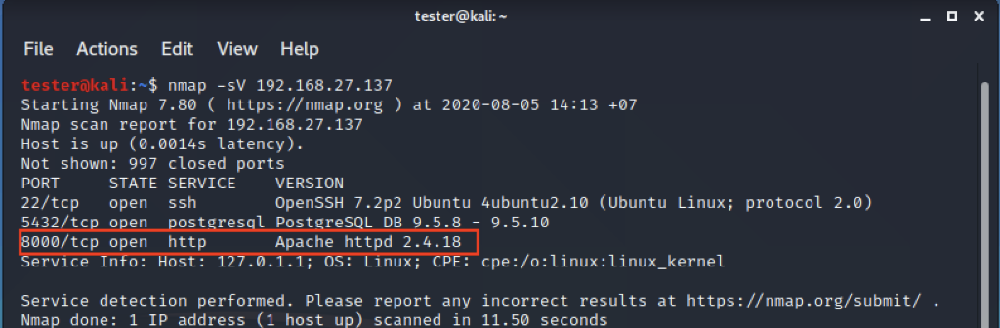 tester@kali: ~
File Actions Edit View Help
tester@kali:~$ nmap -sV 192.168.27.137
Starting Nmap 7.80 ( https://nmap.org ) at 2020-08-05 14:13 +07
Nmap scan report for 192.168.27.137
Host is up (0.0014s latency).
Not shown: 997 closed ports
PORT     STATE SERVICE    VERSION
22/tcp   open  ssh        OpenSSH 7.2p2 Ubuntu 4ubuntu2.10 (Ubuntu Linux; protocol 2.0)
5432/tcp open  postgresql PostgreSQL DB 9.5.8 - 9.5.10
8000/tcp open  http       Apache httpd 2.4.18
Service Info: Host: 127.0.1.1; OS: Linux; CPE: cpe:/o:linux:linux_kernel
Service detection performed. Please report any incorrect results at https://nmap.org/submit/ .
Nmap done: 1 IP address (1 host up) scanned in 11.50 seconds